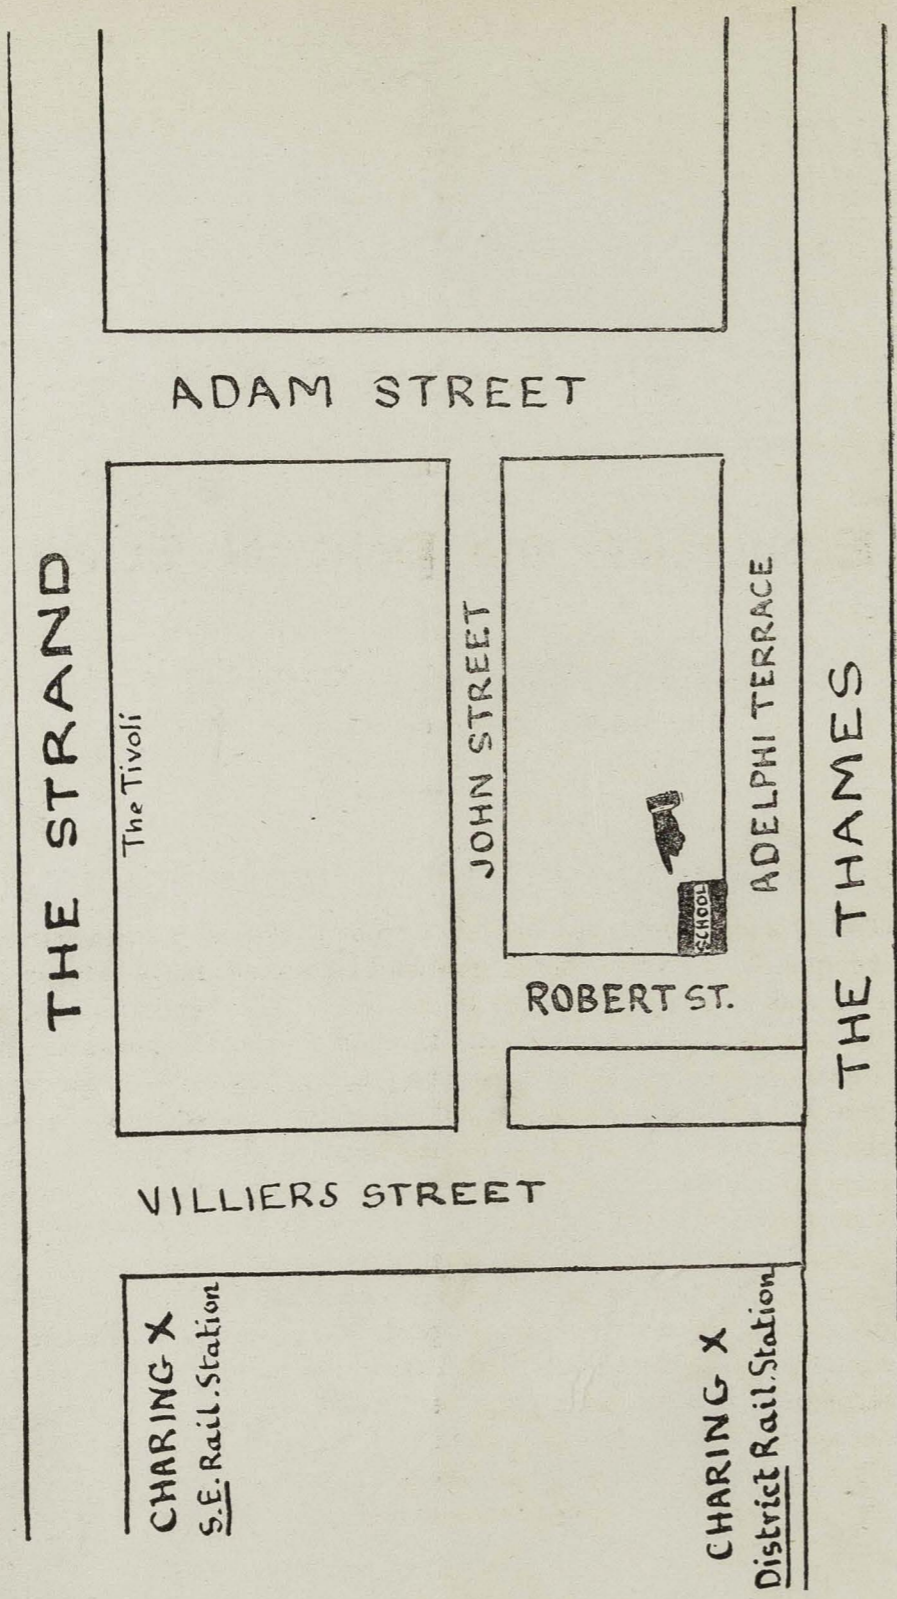 ADAM STREET
THE STRAND
The Tivoli
JOHN STREET
ADELPHI TERRACE
THE THAMES
SCHOOL
ROBERT ST.
VILLIERS STREET
CHARING X
S.E. Rail. Station
CHARING X
District Rail. Station